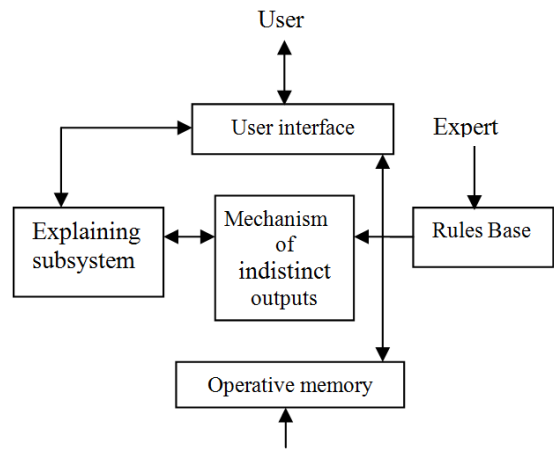 User
User interface
Expert
Explaining
subsystem
Mechanism
of
indistinct
outputs
Rules Base
Operative memory